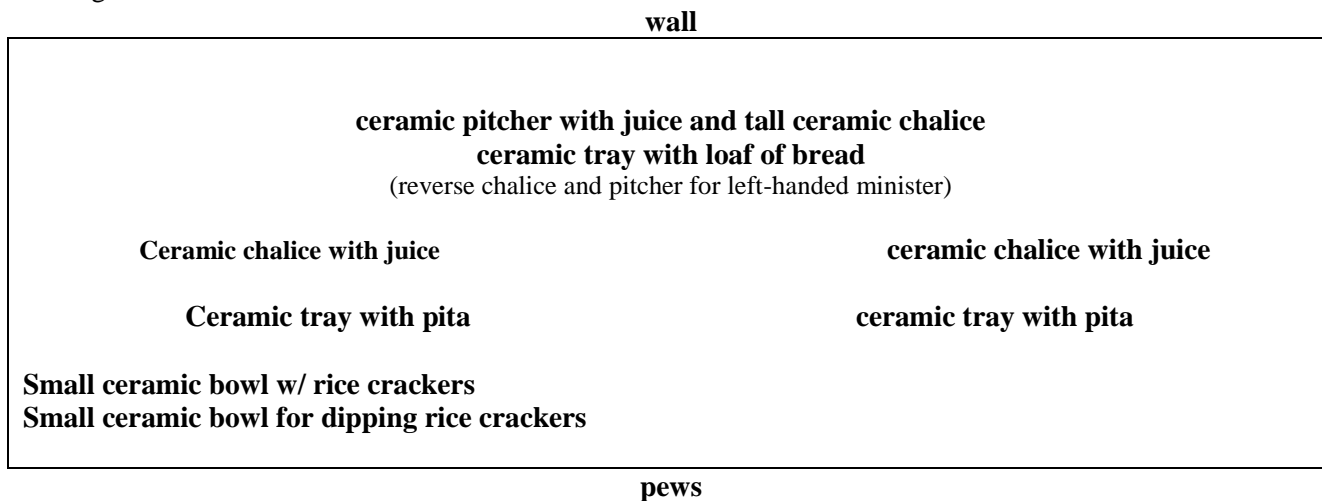 wall
ceramic pitcher with juice and tall ceramic chalice
ceramic tray with loaf of bread
(reverse chalice and pitcher for left-handed minister)
Ceramic chalice with juice ceramic chalice with juice
Ceramic tray with pita ceramic tray with pita
Small ceramic bowl w/ rice crackers
Small ceramic bowl for dipping rice crackers
pews